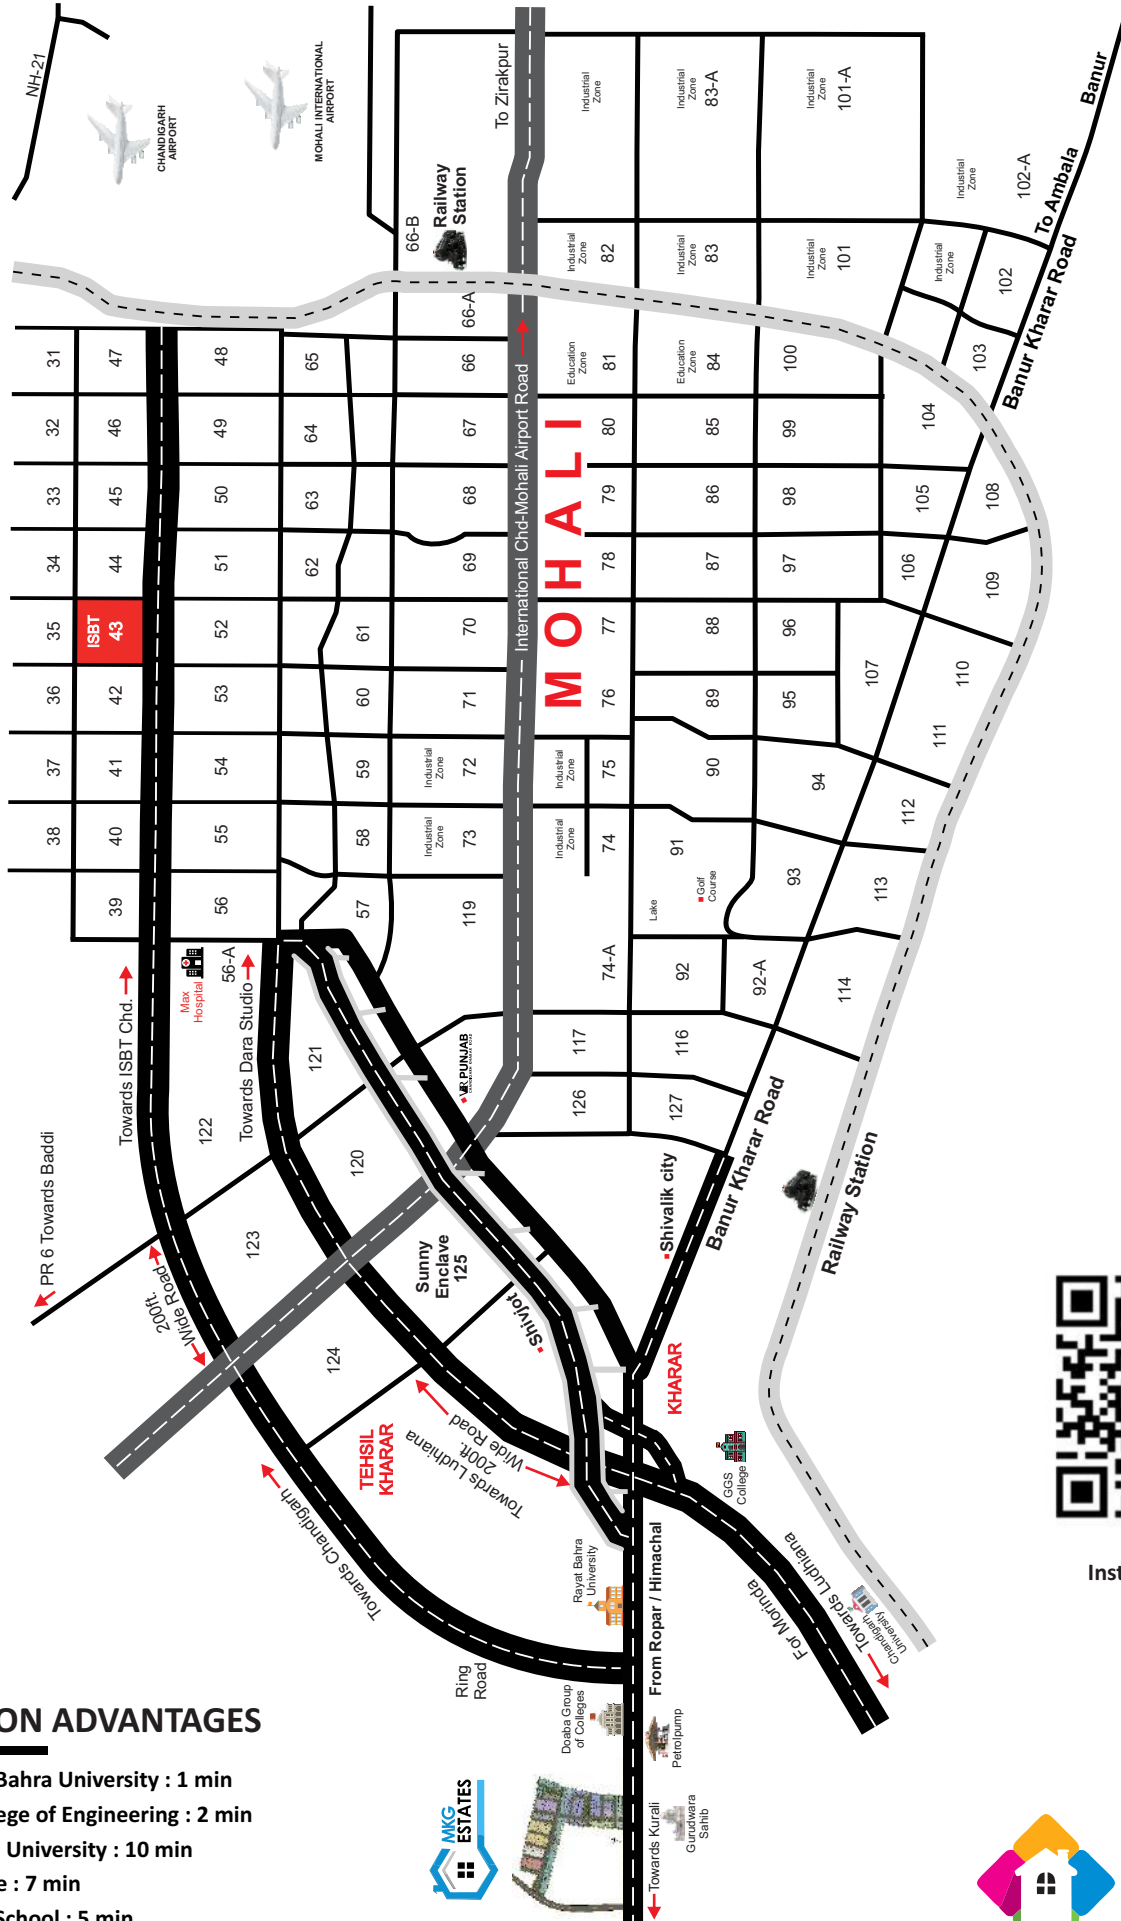 NH-21
CHANDIGARH
AIRPORT
MOHALI INTERNATIONAL
AIRPORT
To Zirakpur
66-B
Railway
Station
66-A
Industrial
Zone
Industrial
Zone
83-A
Industrial
Zone
101-A
Industrial
Zone
102-A
Banur
To Ambala
Industrial
Zone
82
Industrial
Zone
83
Industrial
Zone
101
Industrial
Zone
102
Banur Kharar Road
31
47
48
65
66
Education
Zone
81
Education
Zone
84
100
103
32
46
49
64
67
80
85
99
104
33
45
50
63
68
79
86
98
105
108
34
44
51
62
69
78
87
97
106
109
35
ISBT
43
52
61
70
77
88
96
107
110
36
42
53
60
71
76
89
95
111
37
41
54
59
Industrial
Zone
72
Industrial
Zone
75
90
94
112
38
40
55
58
Industrial
Zone
73
Industrial
Zone
74
91
Golf
Course
Lake
93
113
39
56
57
119
74-A
92
92-A
114
International Chd-Mohali Airport Road
MOHALI
Towards ISBT Chd.
Max
Hospital
56-A
Towards Dara Studio
121
VR PUNJAB
117
116
126
127
122
120
123
PR 6 Towards Baddi
200ft.
Wide Road
Sunny
Enclave
125
Shivjot
Shivalik city
Banur Kharar Road
Railway Station
124
TEHSIL
KHARAR
KHARAR
200ft.
Wide Road
Towards Ludhiana
Towards Chandigarh
GGS
College
Rayat Bahra
University
From Ropar / Himachal
For Morinda
Towards Ludhiana
Chandigarh
University
Ring
Road
Doaba Group
of Colleges
Petrolpump
Gurudwara
Sahib
Towards Kurali
MKG
ESTATES
Inst
ON ADVANTAGES
Bahra University : 1 min
ege of Engineering : 2 min
University : 10 min
e : 7 min
School : 5 min